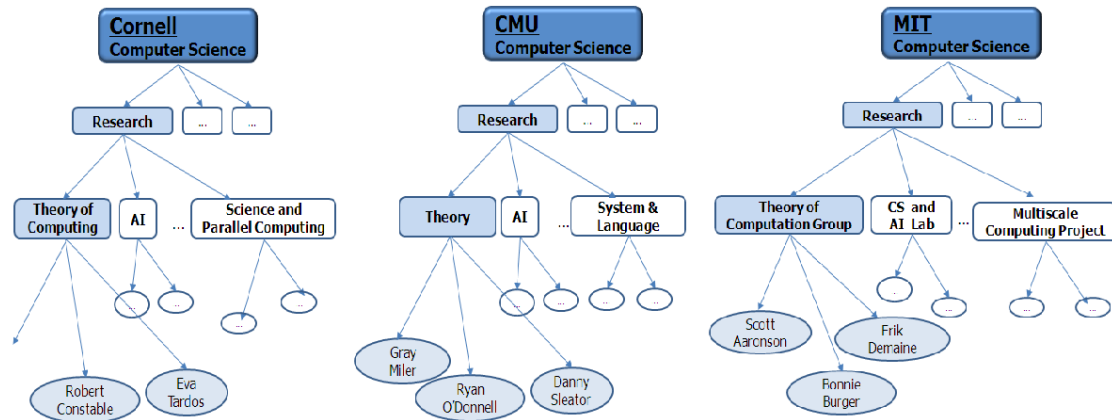 Cornell
Computer Science
CMU
Computer Science
MIT
Computer Science
Research
...
...
Research
...
...
Research
...
...
Theory of
Computing
AI
...
Science and
Parallel Computing
Theory
AI
...
System &
Language
Theory of
Computation Group
CS and
AI Lab
...
Multiscale
Computing Project
...
..
...
..
...
..
..
..
..
...
...
..
Scott
Aaronson
Erik
Demaine
Gray
Miler
Robert
Constable
Eva
Tardos
Ryan
O'Donnell
Danny
Sleator
Bonnie
Burger